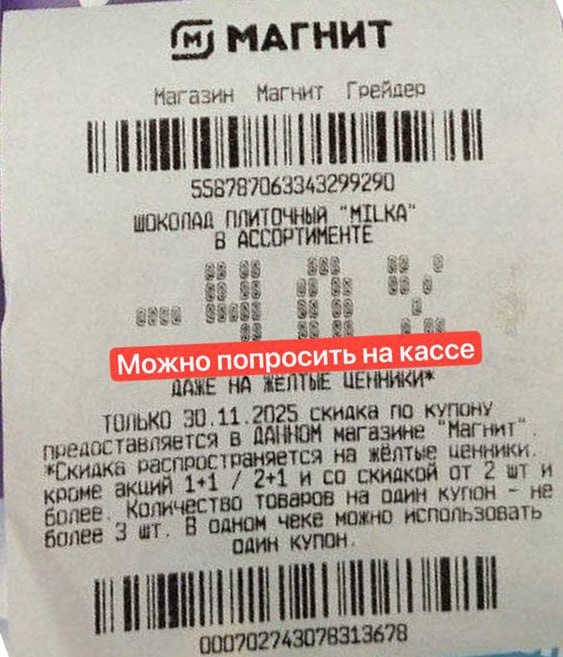 МАГНИТ
Магазин Магнит Грейдер
558787063343299290
ШОКОЛАД ПЛИТОЧНЫЙ "MILKA"
В АССОРТИМЕНТЕ
-40%
Можно попросить на кассе
ДАЖЕ НА ЖЕЛТЫЕ ЦЕННИКИ*
ТОЛЬКО 30.11.2025 скидка по купону
предоставляется в ДАННОМ магазине "Магнит".
*Скидка распространяется на жёлтые ценники.
кроме акций 1+1 / 2+1 и со скидкой от 2 шт и
более. Количество товаров на один купон - не
более 3 шт. В одном чеке можно использовать
один купон.
000702743078313678